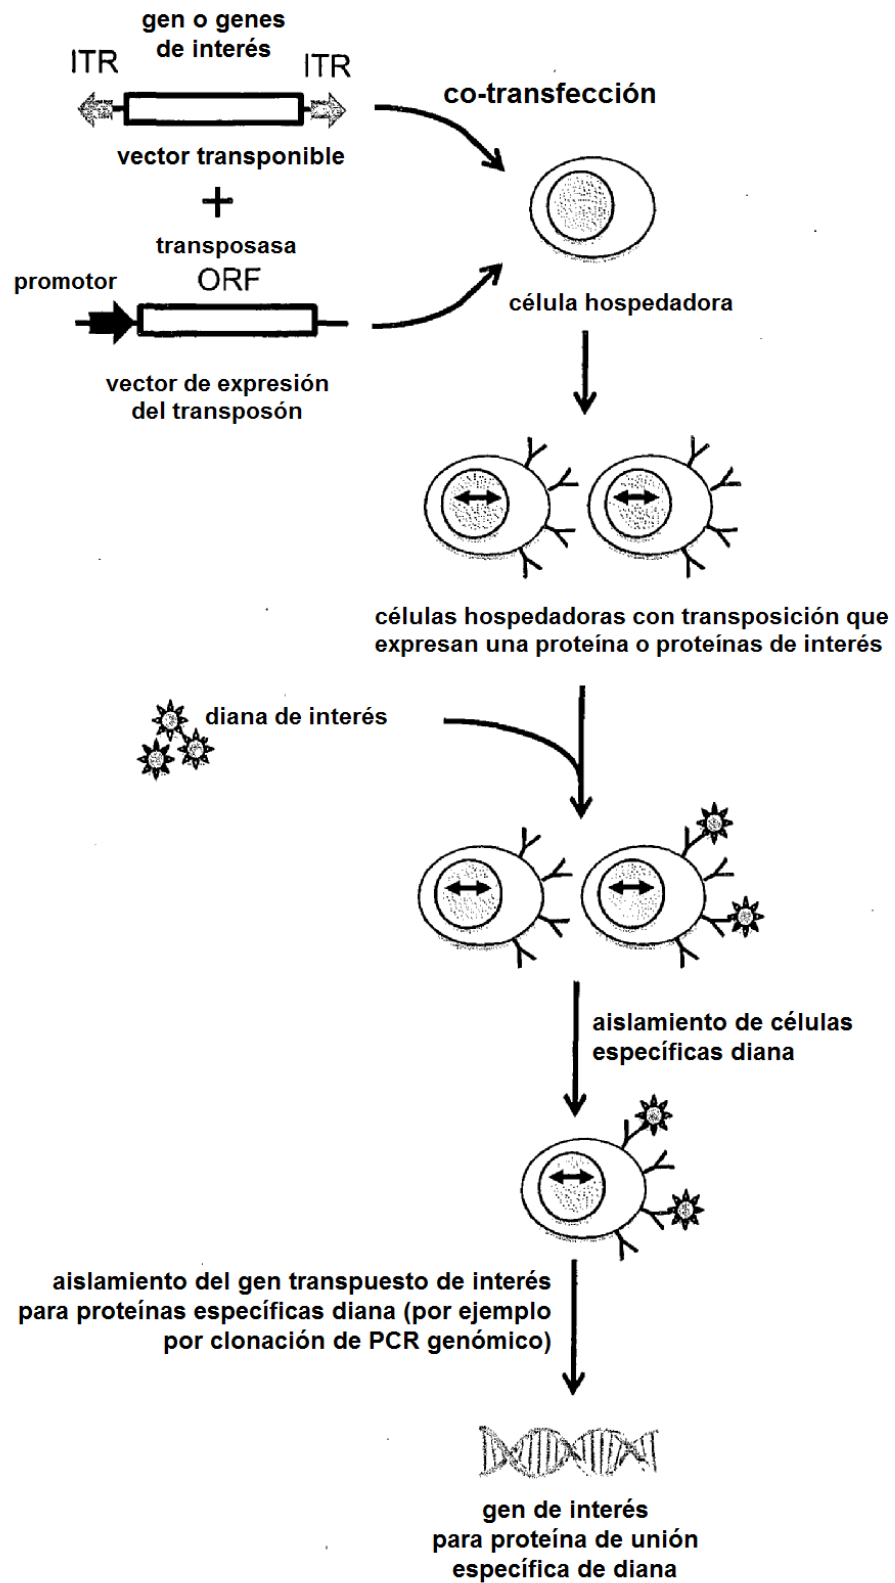 gen o genes
de interés
ITR
ITR
co-transfección
vector transponible
+
transposasa
promotor
ORF
célula hospedadora
vector de expresión
del transposón
células hospedadoras con transposición que
expresan una proteína o proteínas de interés
diana de interés
aislamiento de células
específicas diana
aislamiento del gen transpuesto de interés
para proteínas específicas diana (por ejemplo
por clonación de PCR genómico)
gen de interés
para proteína de unión
específica de diana